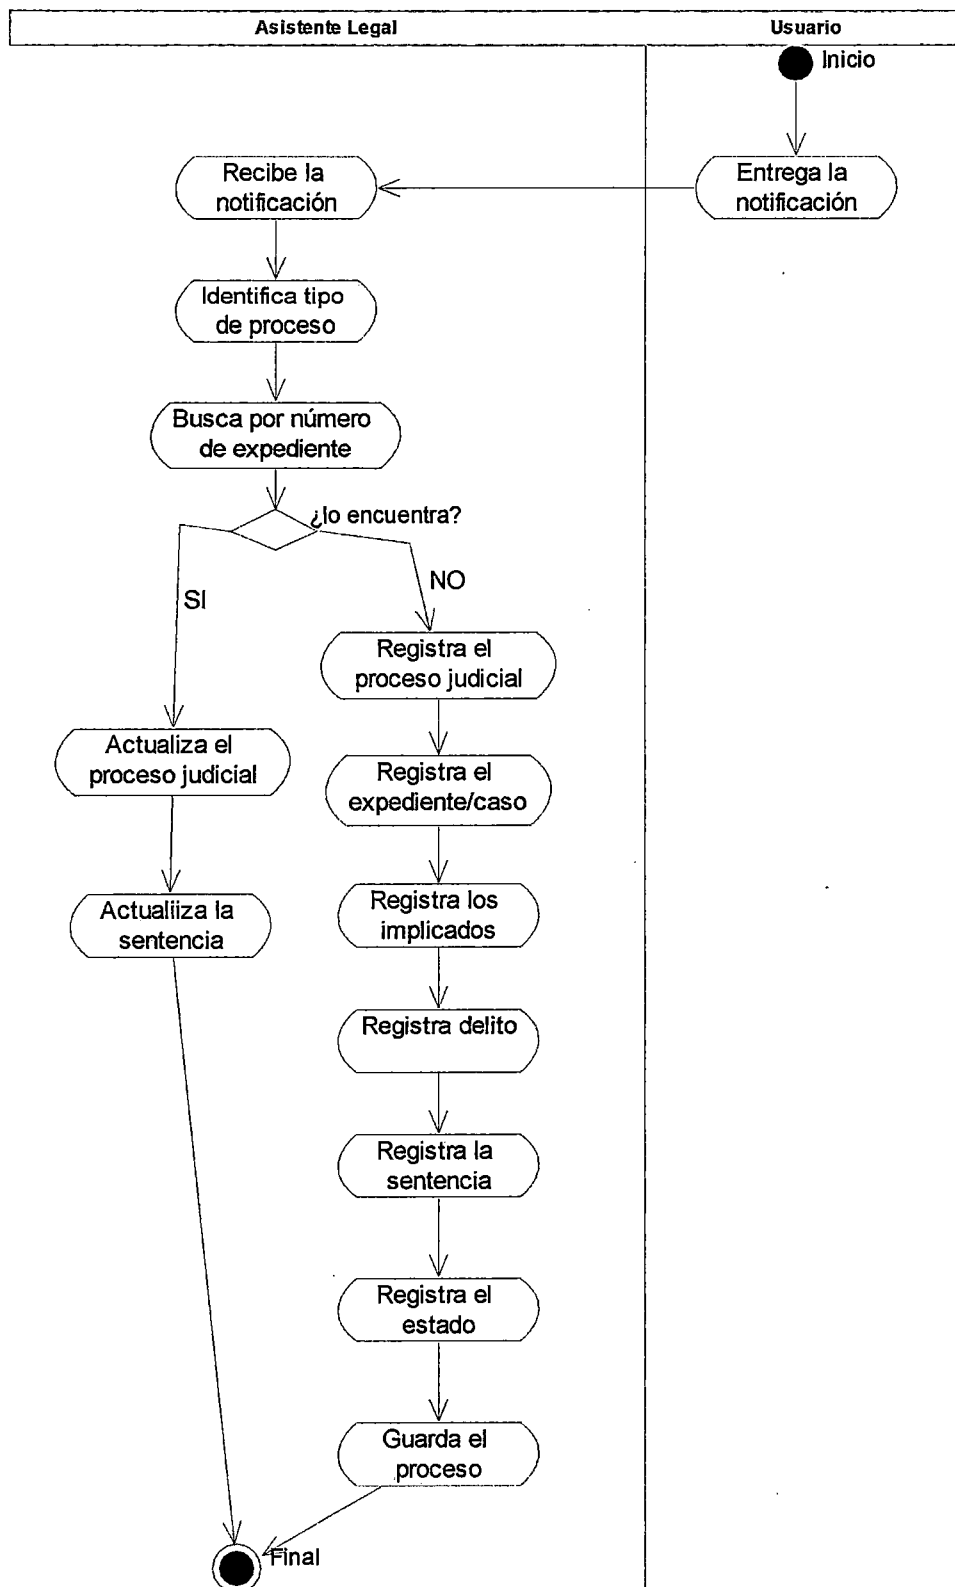 Asistente Legal
Usuario
Inicio
Entrega la
notificación
Recibe la
notificación
Identifica tipo
de proceso
Busca por número
de expediente
¿lo encuentra?
SI
NO
Registra el
proceso judicial
Actualiza el
proceso judicial
Registra el
expediente/caso
Actualiiza la
sentencia
Registra los
implicados
Registra delito
Registra la
sentencia
Registra el
estado
Guarda el
proceso
Final